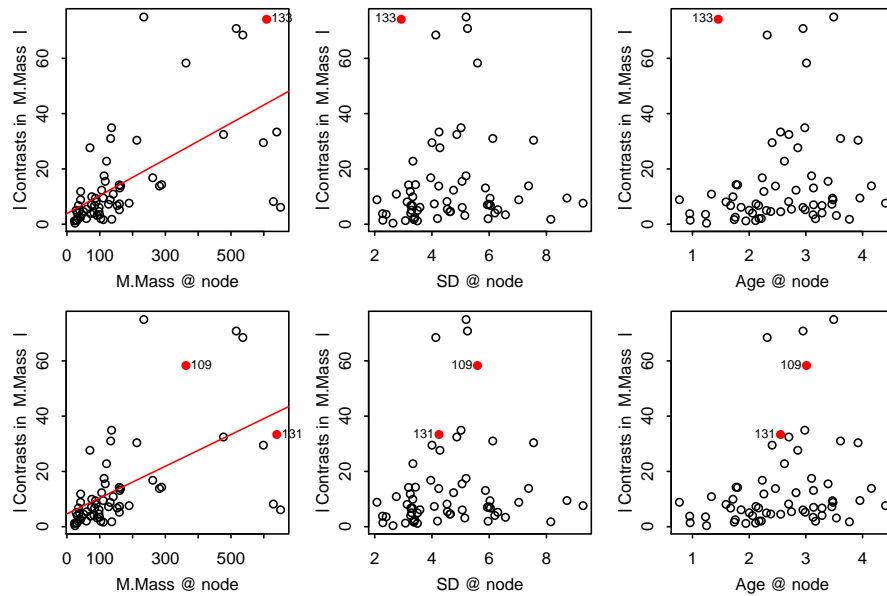 | Contrasts in M.Mass |
0 20 40 60
133
0 100 300 500
M.Mass @ node
| Contrasts in M.Mass |
0 20 40 60
133
2 4 6 8
SD @ node
| Contrasts in M.Mass |
0 20 40 60
133
1 2 3 4
Age @ node
| Contrasts in M.Mass |
0 20 40 60
109
131
0 100 300 500
M.Mass @ node
| Contrasts in M.Mass |
0 20 40 60
109
131
2 4 6 8
SD @ node
| Contrasts in M.Mass |
0 20 40 60
109
131
1 2 3 4
Age @ node